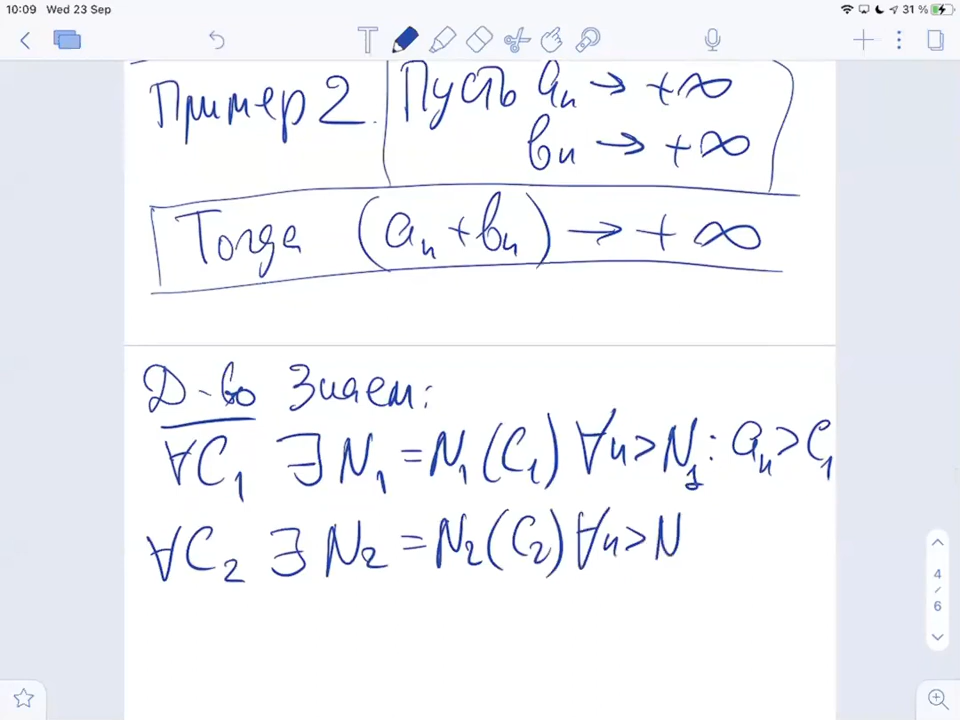 10:09 Wed 23 Sep 31 %
T
Пример 2. Пусть aₙ → +∞
bₙ → +∞
Тогда (aₙ + bₙ) → +∞
Д-во Знаем:
∀C₁ ∃ N₁ = N₁(C₁) ∀n > N₁: aₙ > C₁
∀C₂ ∃ N₂ = N₂(C₂) ∀n > N
4
/
6